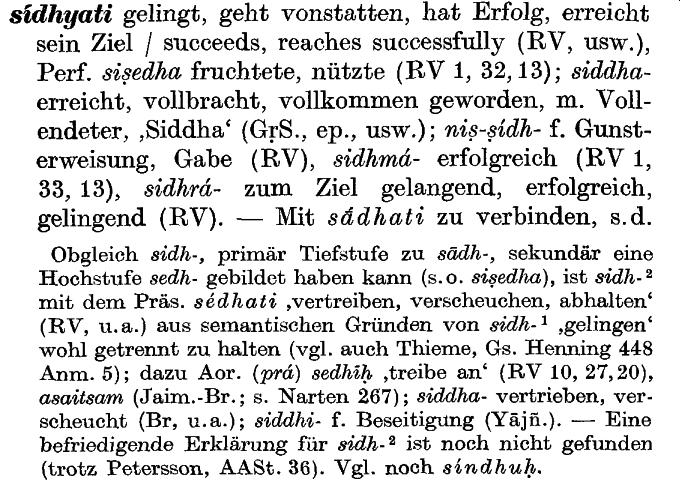 sídhyati gelingt, geht vonstatten, hat Erfolg, erreicht
sein Ziel / succeeds, reaches successfully (RV, usw.),
Perf. siṣedha fruchtete, nützte (RV 1, 32, 13); siddha-
erreicht, vollbracht, vollkommen geworden, m. Voll-
endeter, ‚Siddha‘ (GṛS., ep., usw.); niṣ-ṣídh- f. Gunst-
erweisung, Gabe (RV), sidhmá- erfolgreich (RV 1,
33, 13), sidhrá- zum Ziel gelangend, erfolgreich,
gelingend (RV). — Mit sā́dhati zu verbinden, s. d.
Obgleich sidh-, primär Tiefstufe zu sādh-, sekundär eine
Hochstufe sedh- gebildet haben kann (s. o. siṣedha), ist sidh-²
mit dem Präs. sédhati ‚vertreiben, verscheuchen, abhalten‘
(RV, u. a.) aus semantischen Gründen von sidh-¹ ‚gelingen‘
wohl getrennt zu halten (vgl. auch Thieme, Gs. Henning 448
Anm. 5); dazu Aor. (prá) sedhīḥ ‚treibe an‘ (RV 10, 27, 20),
asaitsam (Jaim.-Br.; s. Narten 267); siddha- vertrieben, ver-
scheucht (Br, u. a.); siddhi- f. Beseitigung (Yājñ.). — Eine
befriedigende Erklärung für sidh-² ist noch nicht gefunden
(trotz Petersson, AASt. 36). Vgl. noch síndhuḥ.